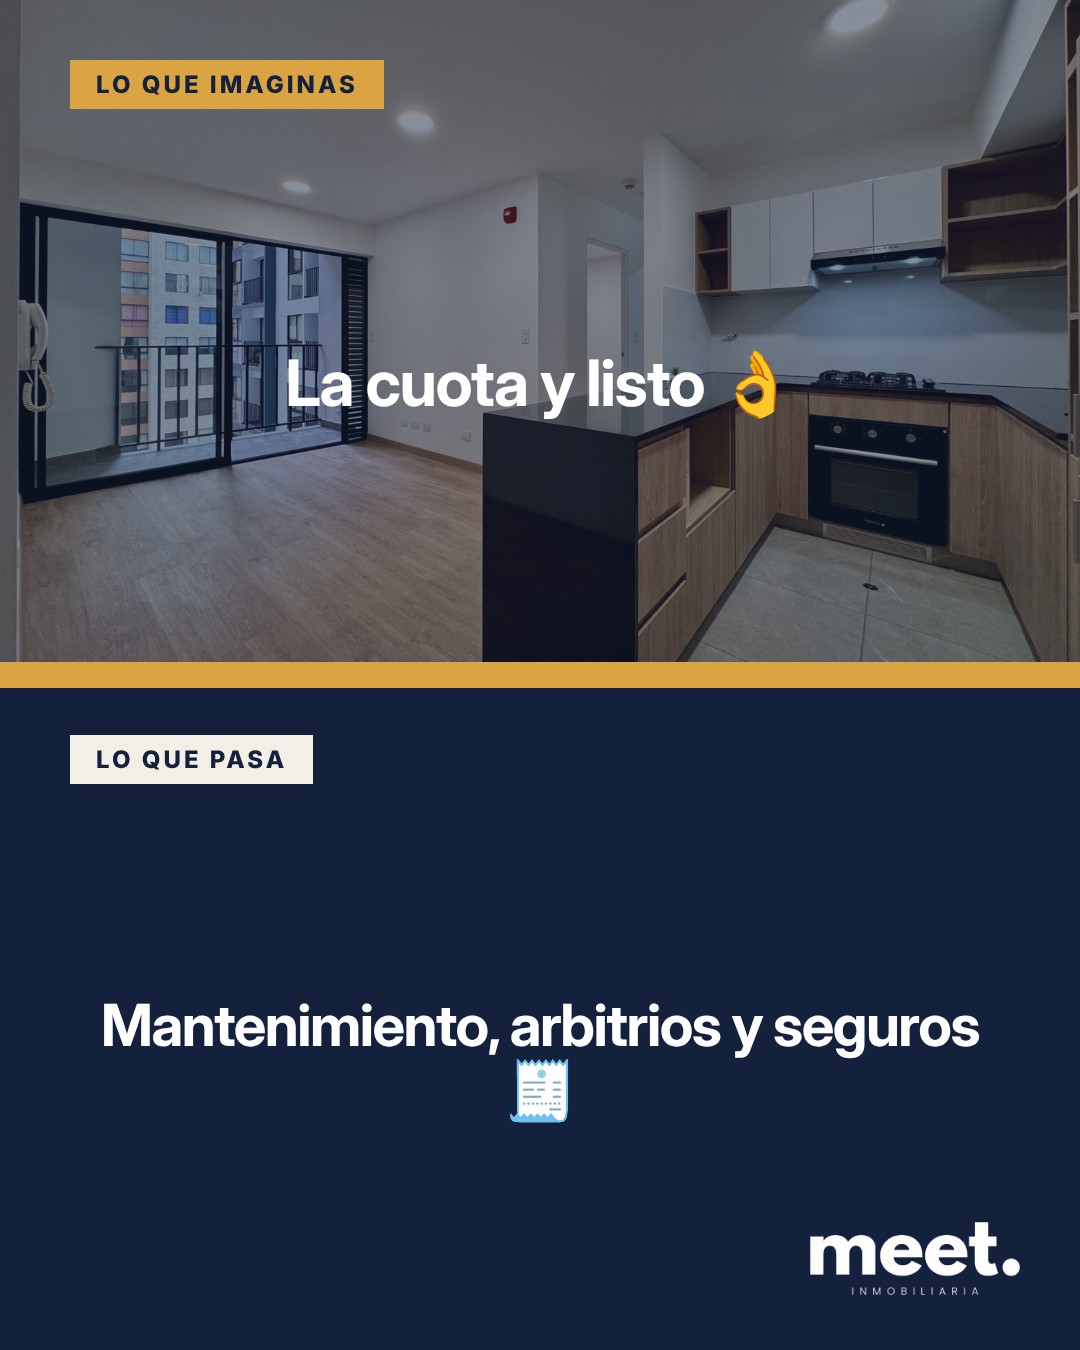 LO QUE IMAGINAS
La cuota y listo 👌
LO QUE PASA
Mantenimiento, arbitrios y seguros
🧾
meet.
INMOBILIARIA